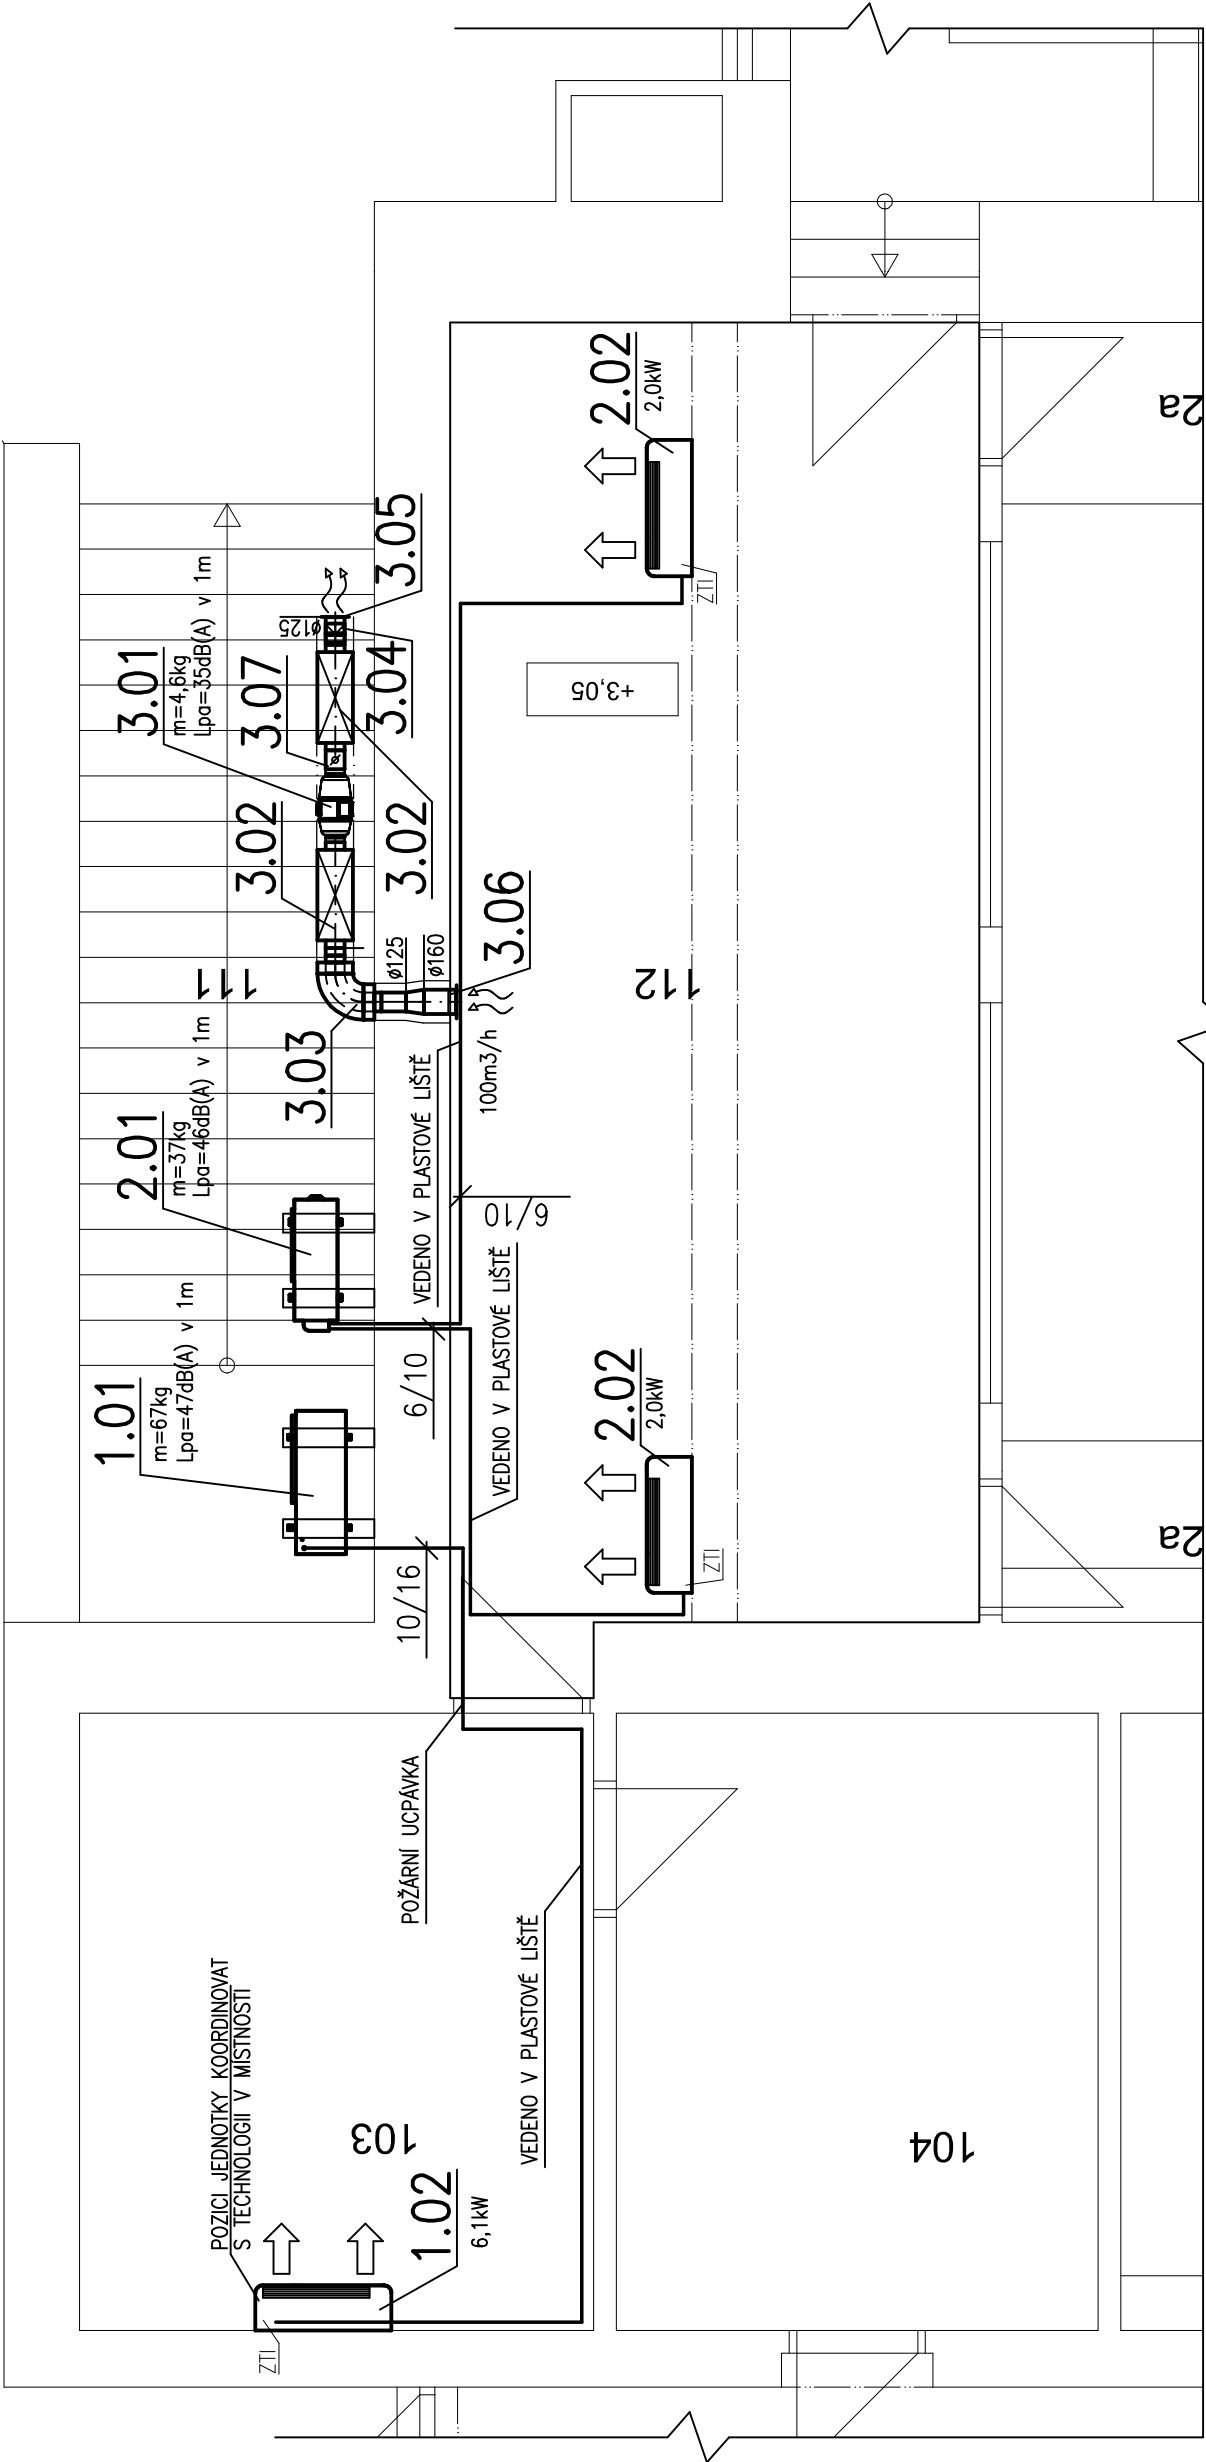 2.02
2,0kW
ZTI
2a
3.05
ø125
3.01
m=4,6kg
Lpa=35dB(A) v 1m
3.07
3.04
+3,05
3.02
3.02
3.06
ø125
ø160
111
112
100m3/h
3.03
VEDENO V PLASTOVÉ LIŠTĚ
2.01
m=37kg
Lpa=46dB(A) v 1m
6/10
VEDENO V PLASTOVÉ LIŠTĚ
6/10
1.01
m=67kg
Lpa=47dB(A) v 1m
2.02
2,0kW
ZTI
2a
10/16
POŽÁRNÍ UCPÁVKA
VEDENO V PLASTOVÉ LIŠTĚ
POZICI JEDNOTKY KOORDINOVAT
S TECHNOLOGII V MÍSTNOSTI
103
104
1.02
6,1kW
ZTI